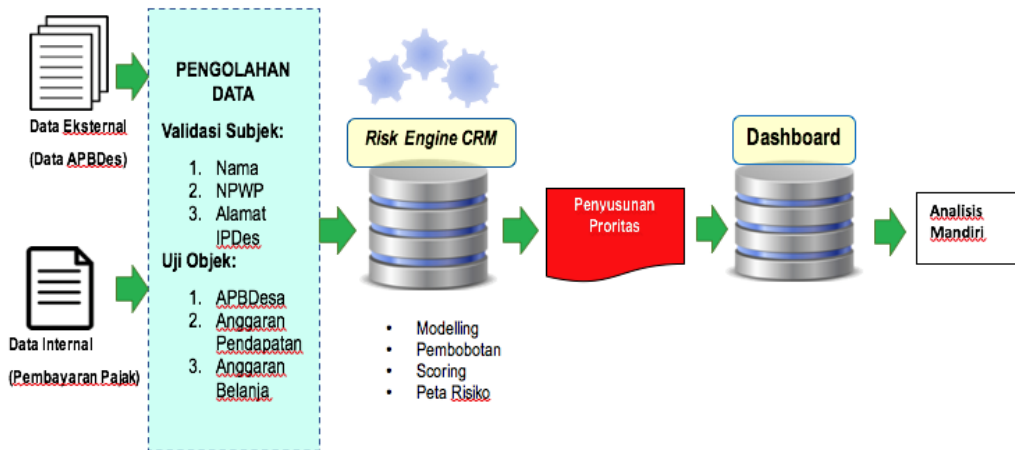 Data Eksternal
(Data APBDes)
Data Internal
(Pembayaran Pajak)
PENGOLAHAN
DATA
Validasi Subjek:
1. Nama
2. NPWP
3. Alamat
IPDes
Uji Objek:
1. APBDesa
2. Anggaran
Pendapatan
3. Anggaran
Belanja
Risk Engine CRM
• Modelling
• Pembobotan
• Scoring
• Peta Risiko
Penyusunan
Proritas
Dashboard
Analisis
Mandiri